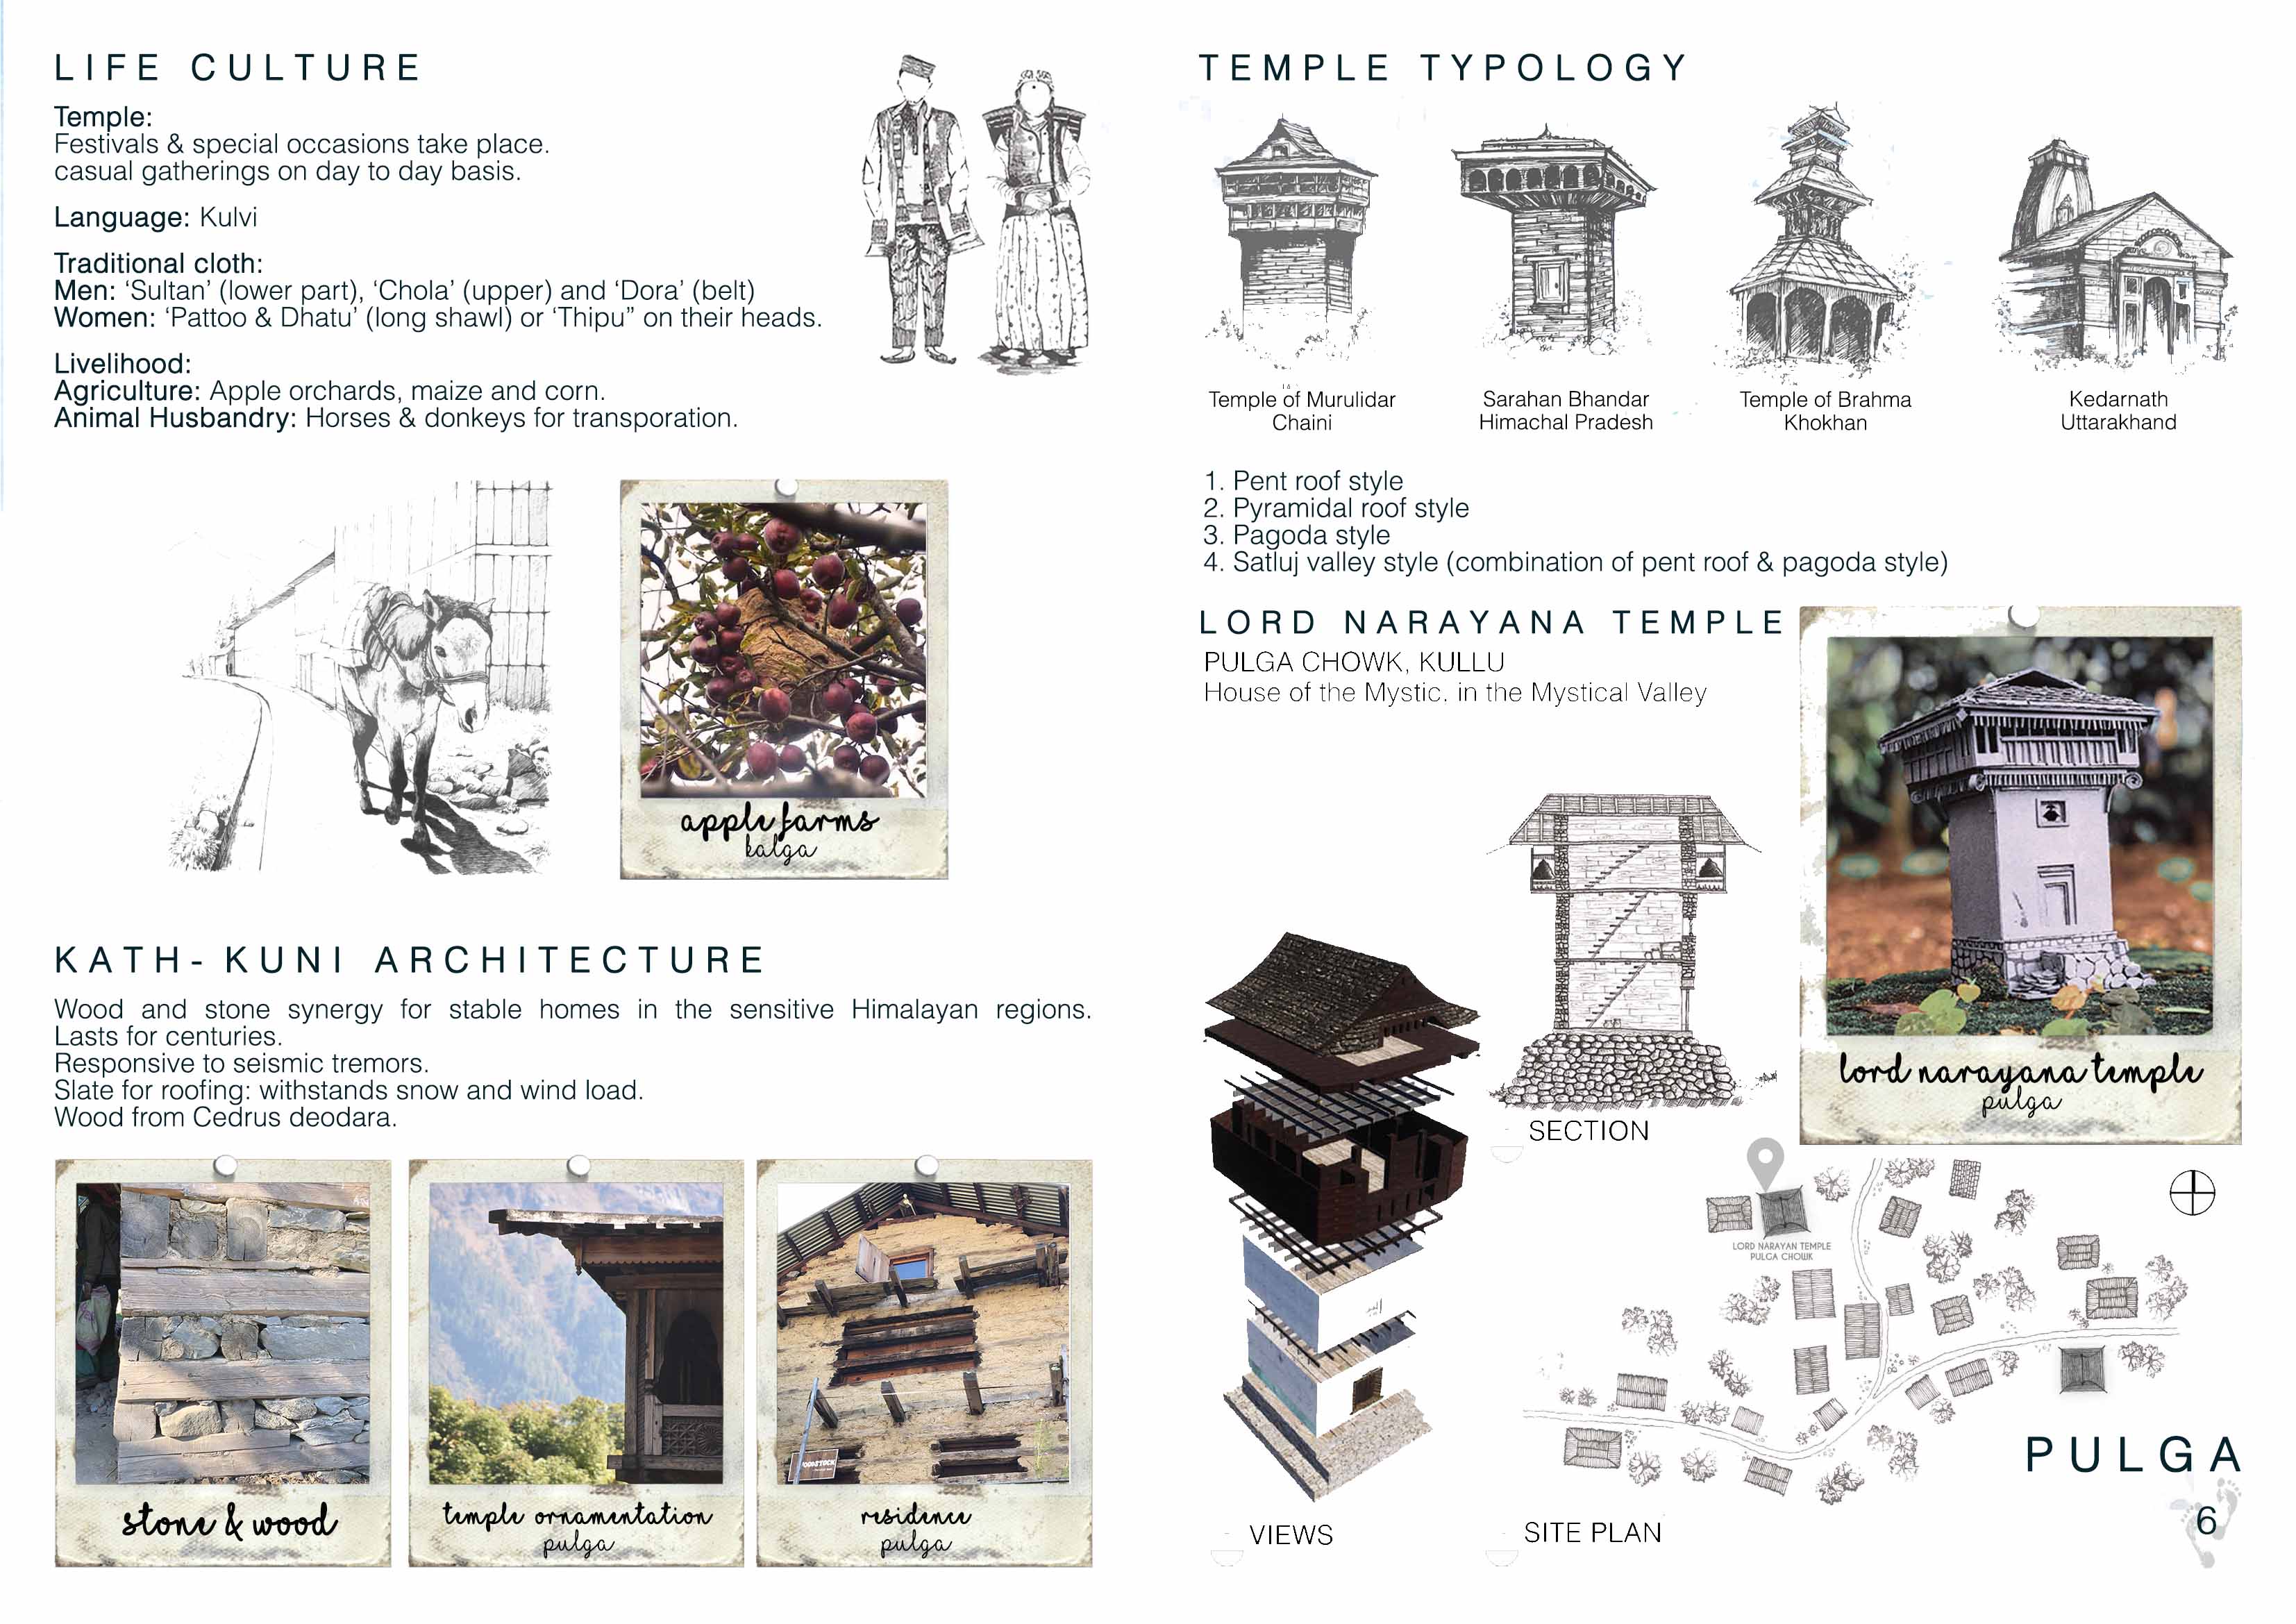 LIFE CULTURE
Temple:
Festivals & special occasions take place.
casual gatherings on day to day basis.
Language: Kulvi
Traditional cloth:
Men: ‘Sultan’ (lower part), ‘Chola’ (upper) and ‘Dora’ (belt)
Women: ‘Pattoo & Dhatu’ (long shawl) or ‘Thipu” on their heads.
Livelihood:
Agriculture: Apple orchards, maize and corn.
Animal Husbandry: Horses & donkeys for transporation.
apple farms
kalga
KATH- KUNI ARCHITECTURE
Wood and stone synergy for stable homes in the sensitive Himalayan regions.
Lasts for centuries.
Responsive to seismic tremors.
Slate for roofing: withstands snow and wind load.
Wood from Cedrus deodara.
stone & wood
temple ornamentation
pulga
residence
pulga
TEMPLE TYPOLOGY
Temple of Murulidar
Chaini
Sarahan Bhandar
Himachal Pradesh
Temple of Brahma
Khokhan
Kedarnath
Uttarakhand
1. Pent roof style
2. Pyramidal roof style
3. Pagoda style
4. Satluj valley style (combination of pent roof & pagoda style)
LORD NARAYANA TEMPLE
PULGA CHOWK, KULLU
House of the Mystic. in the Mystical Valley
lord narayana temple
pulga
SECTION
LORD NARAYAN TEMPLE
PULGA CHOWK
VIEWS
SITE PLAN
PULGA
6